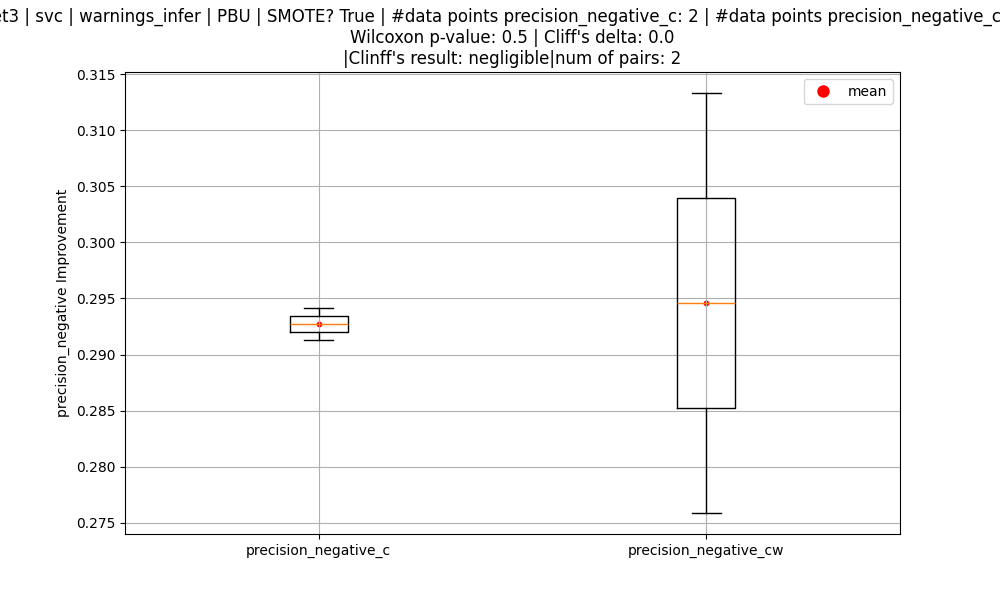 et3 | svc | warnings_infer | PBU | SMOTE? True | #data points precision_negative_c: 2 | #data points precision_negative_c
Wilcoxon p-value: 0.5 | Cliff's delta: 0.0
|Clinff's result: negligible|num of pairs: 2
mean
0.315
0.310
0.305
0.300
0.295
0.290
0.285
0.280
0.275
precision_negative Improvement
precision_negative_c
precision_negative_cw